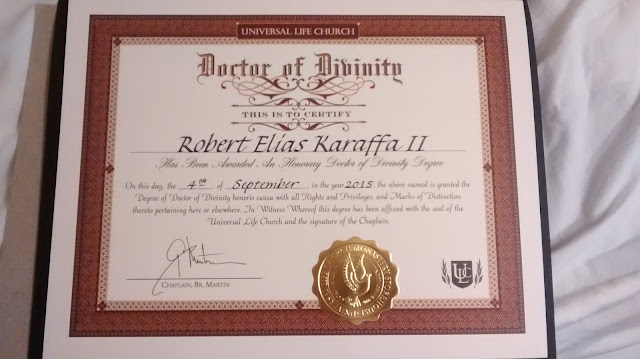 UNIVERSAL LIFE CHURCH
Doctor of Divinity
THIS IS TO CERTIFY
Robert Elias Karaffa II
Has Been Awarded An Honorary Doctor of Divinity Degree
On this day, the 4th of September in the year 2015 the above named is granted the
Degree of Doctor of Divinity honoris causa with all Rights and Privileges, and Marks of Distinction
thereto pertaining here or elsewhere. In Witness Whereof this degree has been affixed with the seal of the
Universal Life Church and the signature of the Chaplain.
CHAPLAIN, BR. MARTIN
ULC